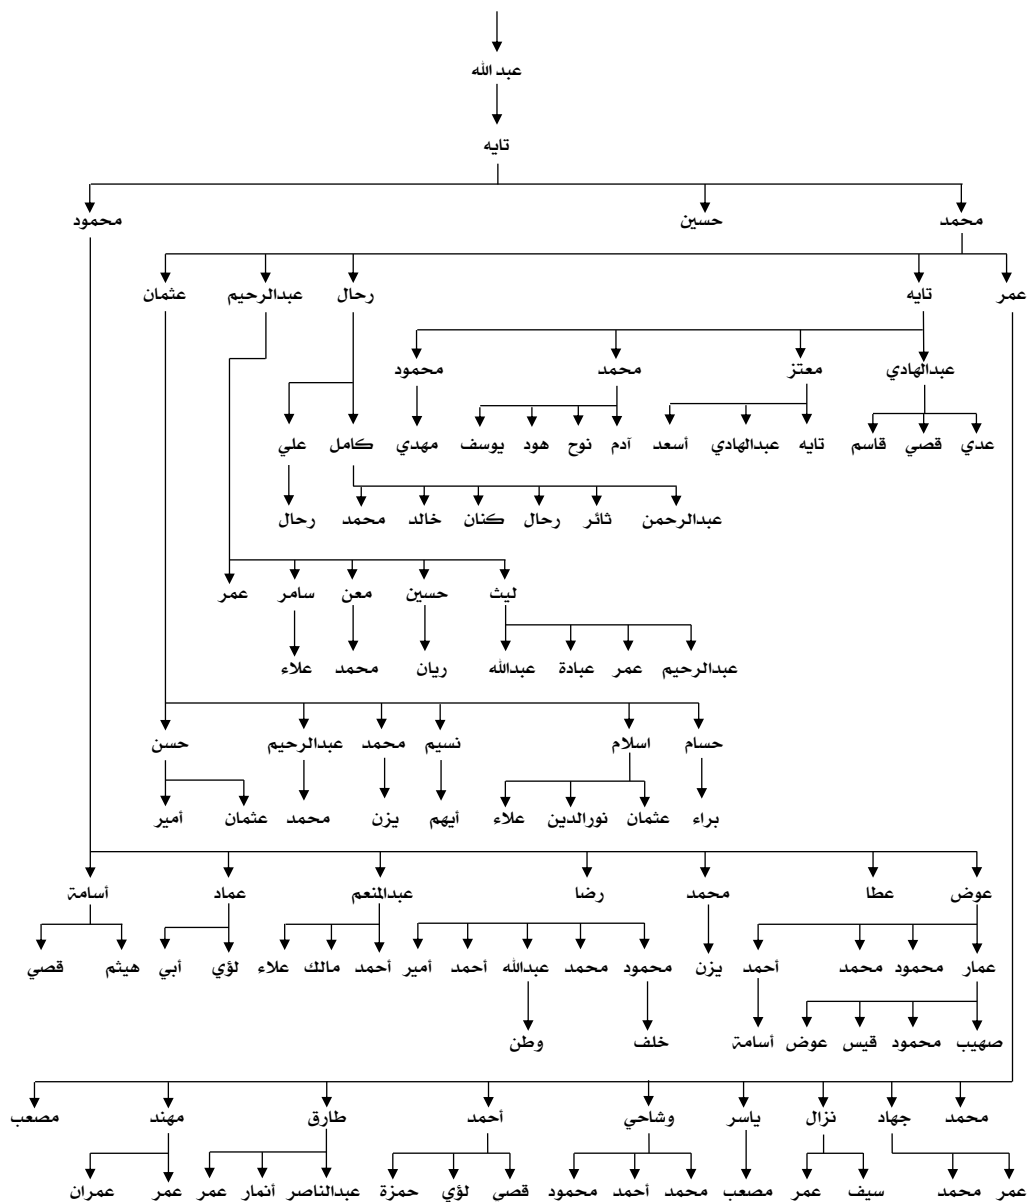 عبد الله
تايه
محمد حسين محمود
عمر تايه رحال عبدالرحيم عثمان
عبدالهادي معتز محمد محمود
عدي قصي قاسم تايه عبدالهادي أسعد آدم نوح هود يوسف مهدي كامل علي
عبدالرحمن ثائر رحال كنان خالد محمد رحال
ليث حسين معن سامر عمر
عبدالرحيم عمر عبادة عبدالله ريان محمد علاء
حسام اسلام نسيم محمد عبدالرحيم حسن
براء عثمان نورالدين علاء أيهم يزن محمد عثمان أمير
عوض عطا محمد رضا عبدالمنعم عماد أسامة
عمار محمود محمد أحمد يزن محمود محمد عبدالله أحمد أمير أحمد مالك علاء لؤي أبي هيثم قصي
صهيب محمود قيس عوض أسامة خلف وطن
محمد جهاد نزال ياسر وشاحي أحمد طارق مهند مصعب
عمر محمد سيف عمر مصعب محمد أحمد محمود قصي لؤي حمزة عبدالناصر أنمار عمر عمر عمران